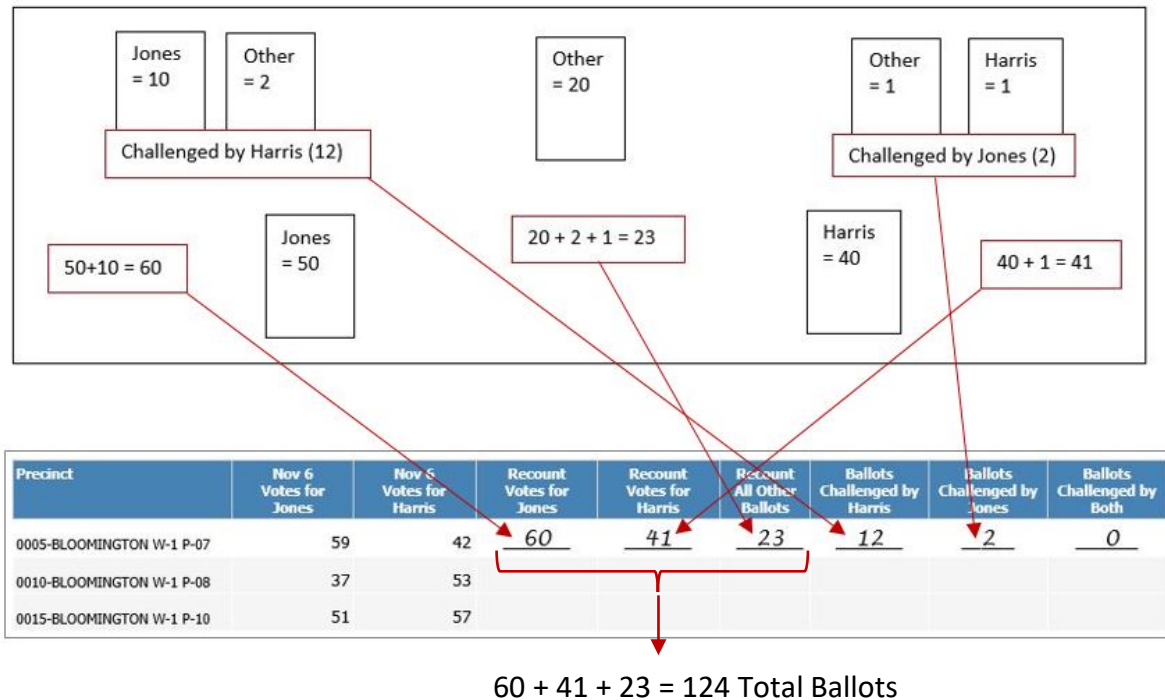 Jones
= 10
Other
= 2
Other
= 20
Other
= 1
Harris
= 1
Challenged by Harris (12)
Challenged by Jones (2)
50+10 = 60
Jones
= 50
20 + 2 + 1 = 23
Harris
= 40
40 + 1 = 41
Precinct
Nov 6
Votes for
Jones
Nov 6
Votes for
Harris
Recount
Votes for
Jones
Recount
Votes for
Harris
Recount
All Other
Ballots
Ballots
Challenged by
Harris
Ballots
Challenged by
Jones
Ballots
Challenged by
Both
0005-BLOOMINGTON W-1 P-07 59 42 60 41 23 12 2 0
0010-BLOOMINGTON W-1 P-08 37 53
0015-BLOOMINGTON W-1 P-10 51 57
60 + 41 + 23 = 124 Total Ballots